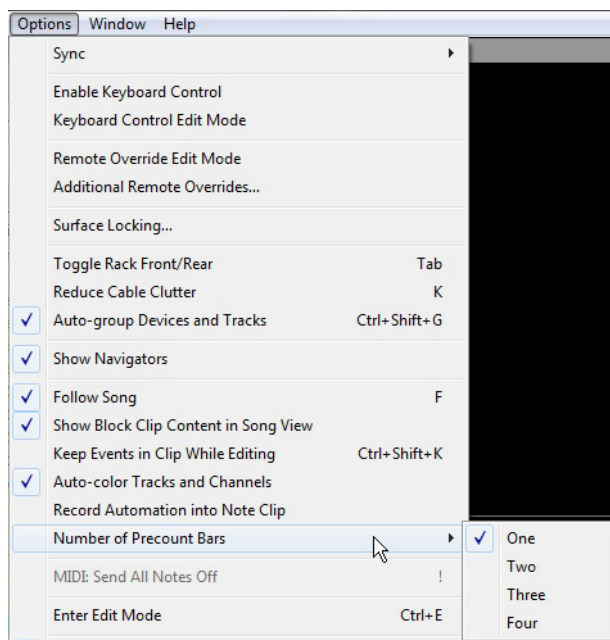 Options Window Help
Sync
Enable Keyboard Control
Keyboard Control Edit Mode
Remote Override Edit Mode
Additional Remote Overrides...
Surface Locking...
Toggle Rack Front/Rear Tab
Reduce Cable Clutter K
Auto-group Devices and Tracks Ctrl+Shift+G
Show Navigators
Follow Song F
Show Block Clip Content in Song View
Keep Events in Clip While Editing Ctrl+Shift+K
Auto-color Tracks and Channels
Record Automation into Note Clip
Number of Precount Bars One
Two
MIDI: Send All Notes Off !
Three
Enter Edit Mode Ctrl+E
Four